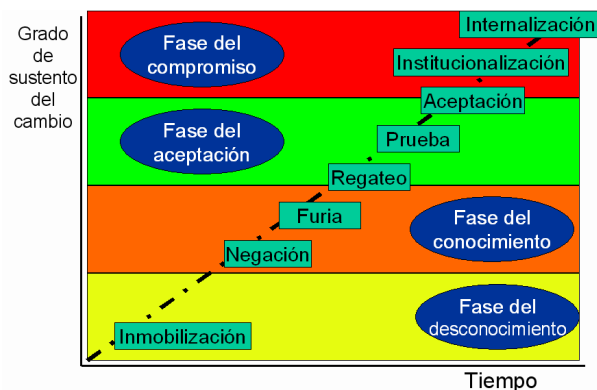 Grado
de
sustento
del
cambio
Fase del
compromiso
Internalización
Institucionalización
Aceptación
Fase del
aceptación
Prueba
Regateo
Furia
Fase del
conocimiento
Negación
Fase del
desconocimiento
Inmobilización
Tiempo